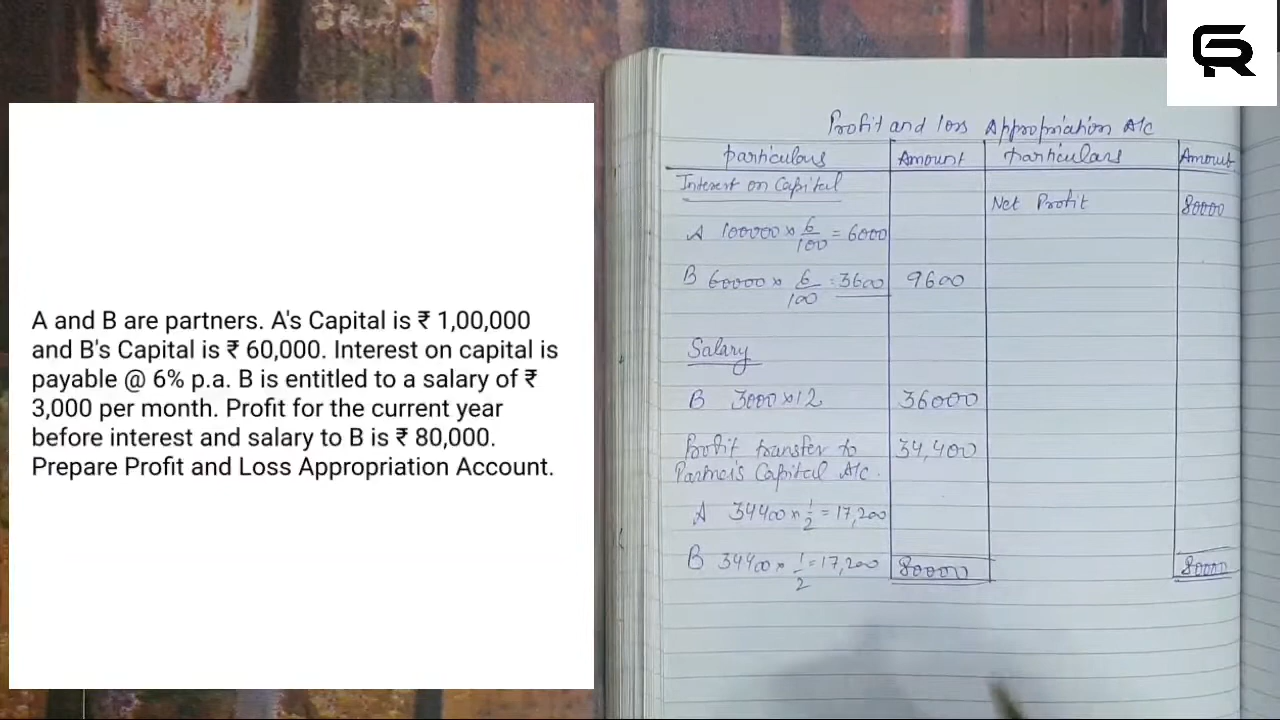 A and B are partners. A's Capital is ₹ 1,00,000
and B's Capital is ₹ 60,000. Interest on capital is
payable @ 6% p.a. B is entitled to a salary of ₹
3,000 per month. Profit for the current year
before interest and salary to B is ₹ 80,000.
Prepare Profit and Loss Appropriation Account.
GR
Profit and loss Appropriation A/c
Particulars Amount Particulars Amount
Interest on Capital
Net Profit 80000
A 100000 × 6/100 = 6000
B 60000 × 6/100 = 3600 9600
Salary
B 3000 × 12 36000
Profit transfer to 34,400
Partner's Capital A/c.
A 34400 × 1/2 = 17,200
B 34400 × 1/2 = 17,200 80000 80000